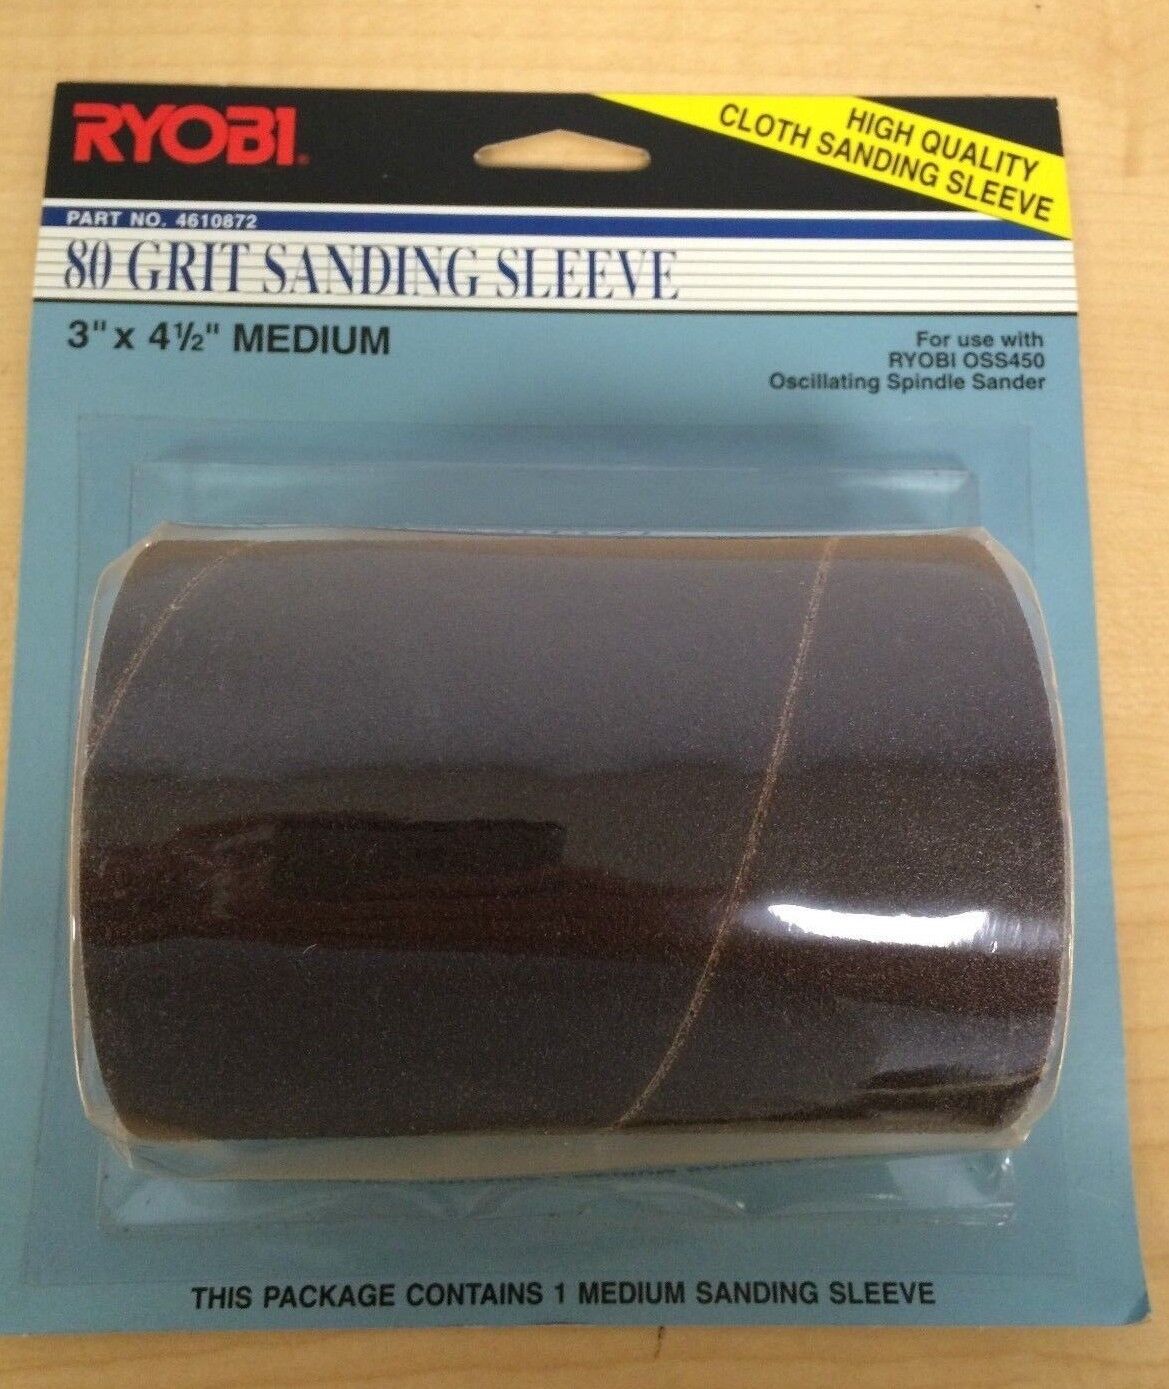 RYOBI
HIGH QUALITY
CLOTH SANDING SLEEVE
PART NO. 4610872
80 GRIT SANDING SLEEVE
3" x 4½" MEDIUM
For use with
RYOBI OSS450
Oscillating Spindle Sander
THIS PACKAGE CONTAINS 1 MEDIUM SANDING SLEEVE